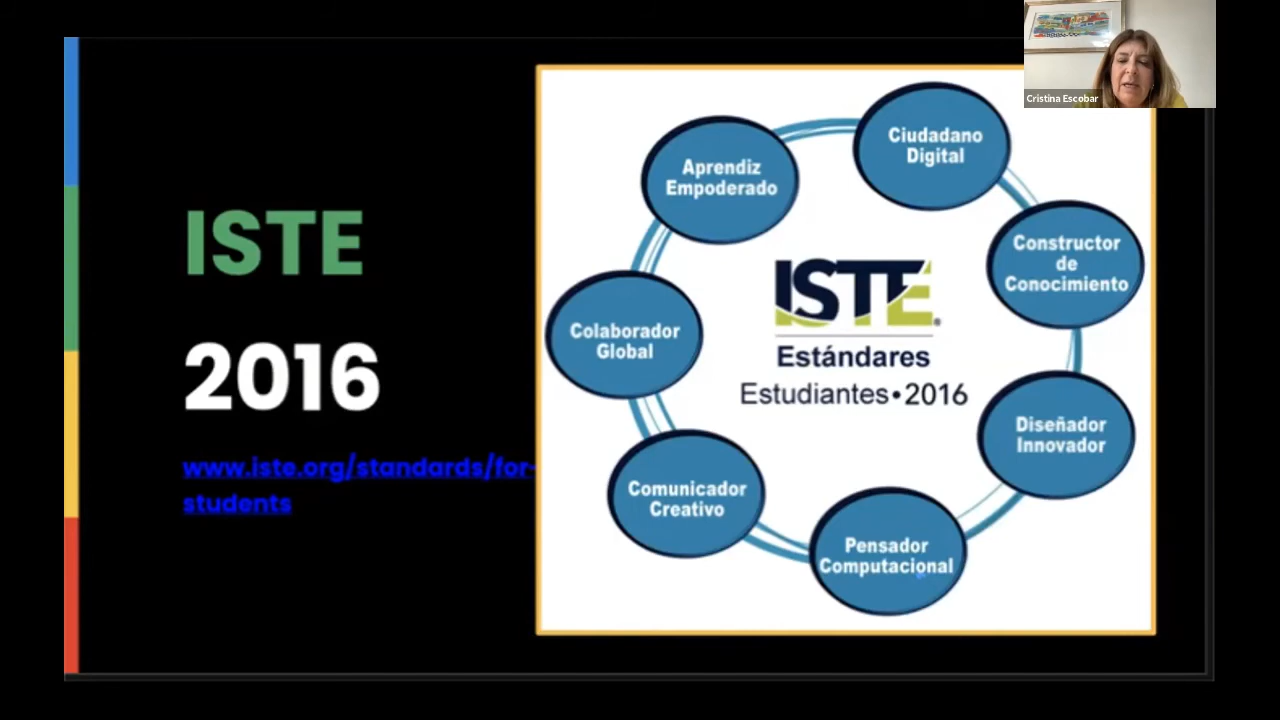 Cristina Escobar
ISTE
2016
www.iste.org/standards/for-
students
Aprendiz
Empoderado
Ciudadano
Digital
Constructor
de
Conocimiento
Diseñador
Innovador
Pensador
Computacional
Comunicador
Creativo
Colaborador
Global
ISTE®
Estándares
Estudiantes•2016